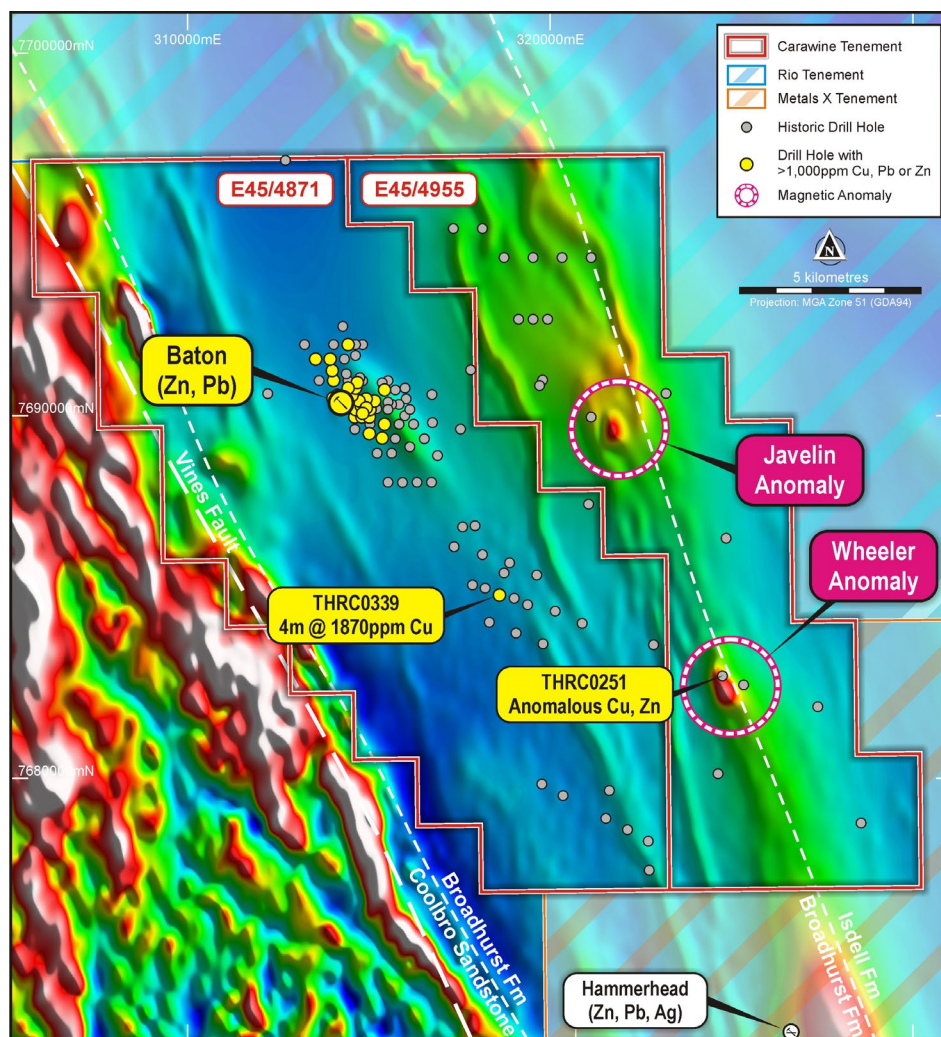 7700000mN
310000mE
320000mE
Carawine Tenement
Rio Tenement
Metals X Tenement
Historic Drill Hole
Drill Hole with
>1,000ppm Cu, Pb or Zn
Magnetic Anomaly
N
5 kilometres
Projection: MGA Zone 51 (GDA94)
E45/4871
E45/4955
Baton
(Zn, Pb)
7690000mN
Javelin
Anomaly
Vines Fault
Wheeler
Anomaly
THRC0339
4m @ 1870ppm Cu
THRC0251
Anomalous Cu, Zn
7680000mN
Broadhurst Fm
Coolbro Sandstone
Isdell Fm
Broadhurst Fm
Hammerhead
(Zn, Pb, Ag)